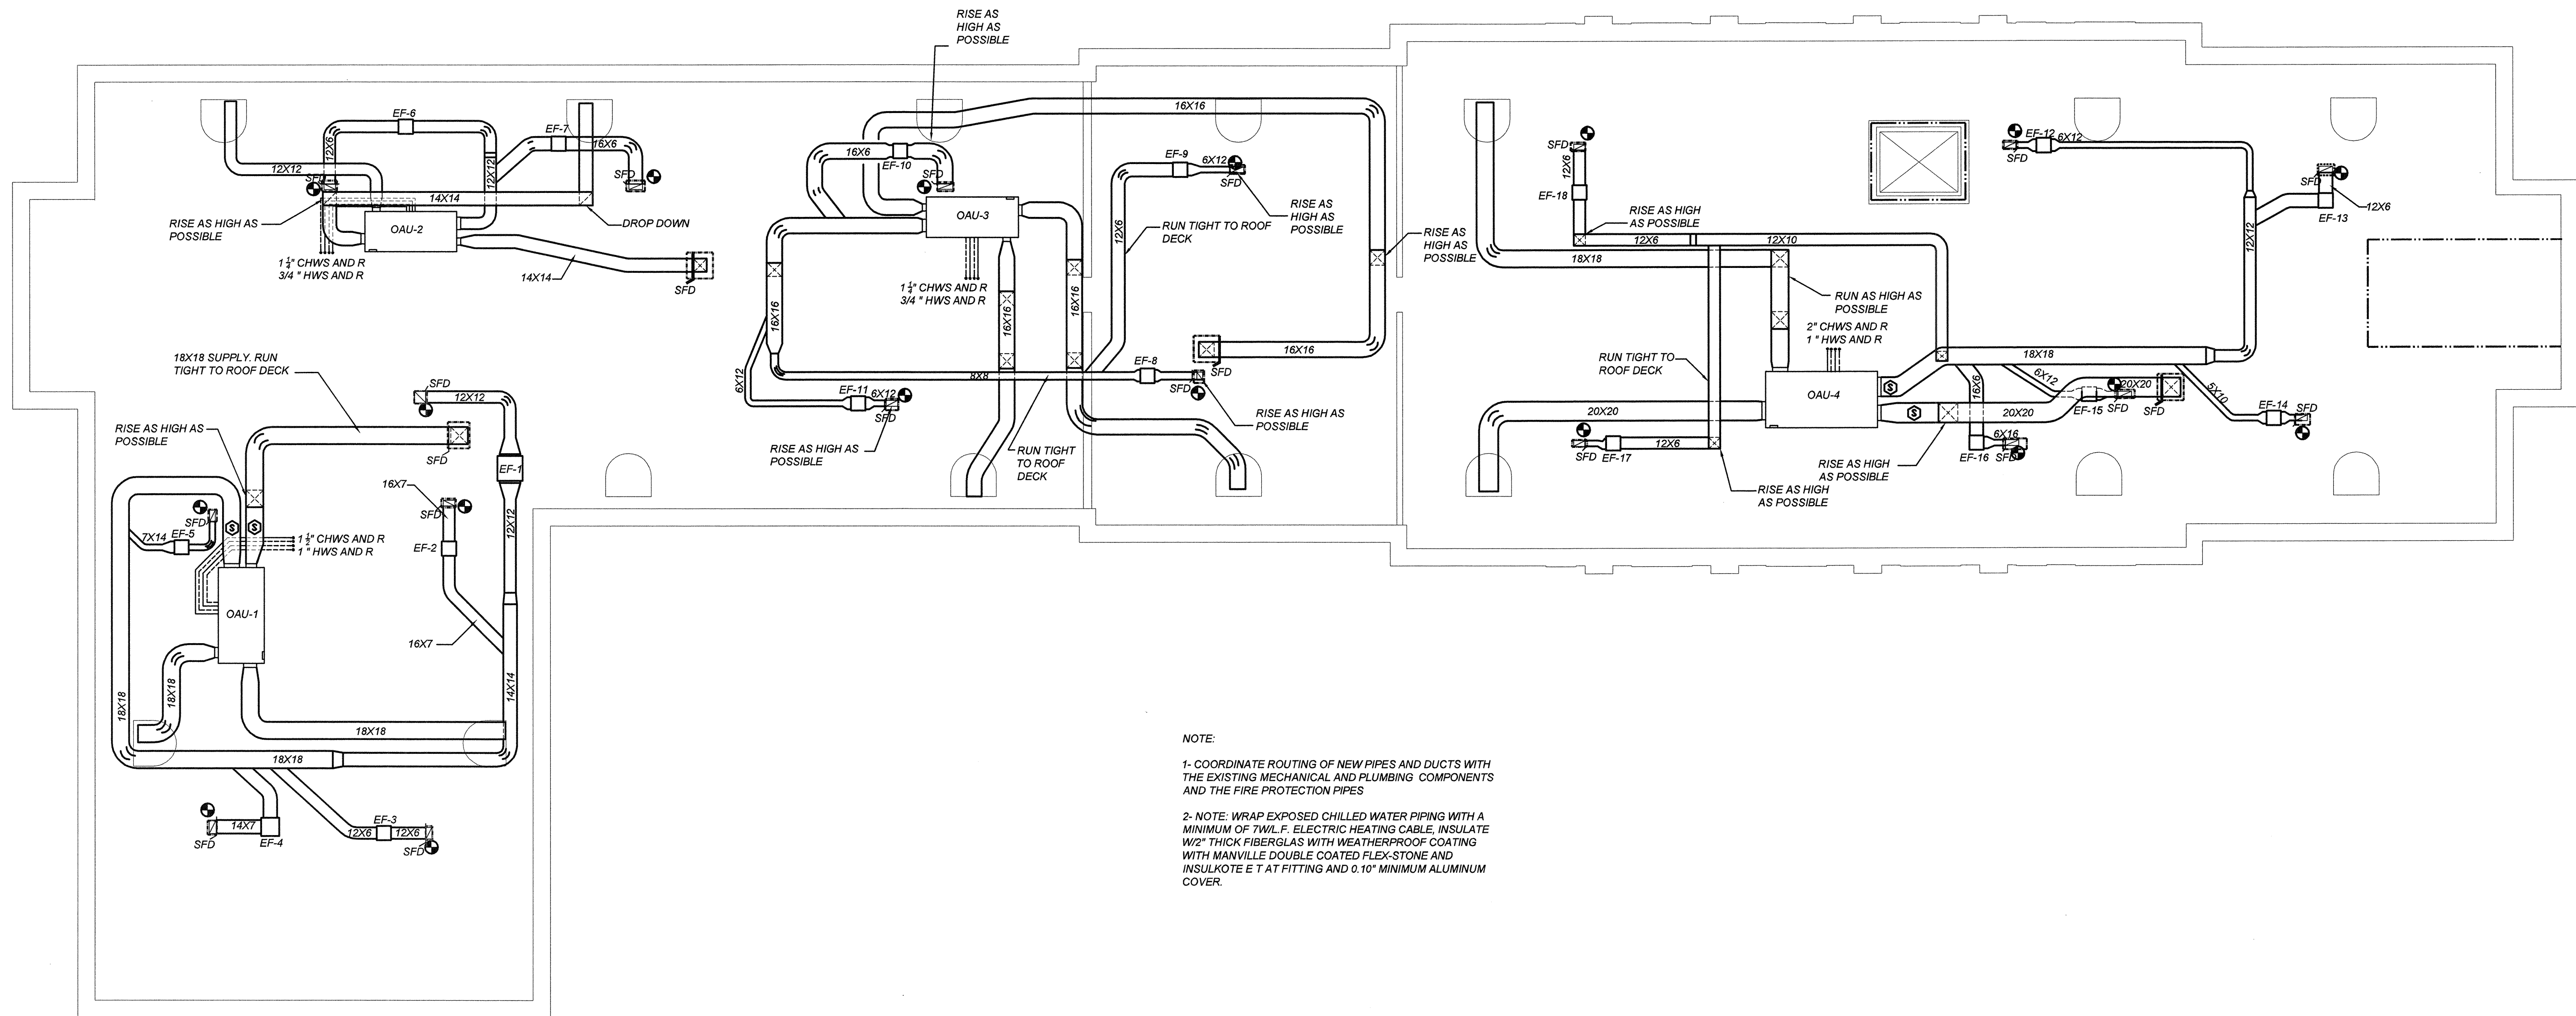 RISE AS
HIGH AS
POSSIBLE
EF-6
12X6
12X12
EF-7
16X6
SFD
12X12
SFD
14X14
RISE AS HIGH AS
POSSIBLE
OAU-2
DROP DOWN
1 1/4" CHWS AND R
3/4 " HWS AND R
14X14
SFD
16X16
16X6
EF-10
SFD
OAU-3
EF-9
6X12
SFD
RISE AS
HIGH AS
POSSIBLE
12X6
RUN TIGHT TO ROOF
DECK
RISE AS
HIGH AS
POSSIBLE
1 1/4" CHWS AND R
3/4 " HWS AND R
16X16
16X16
16X16
16X16
SFD
EF-8
SFD
8X8
6X12
EF-11
6X12
SFD
RISE AS HIGH AS
POSSIBLE
RISE AS HIGH AS
POSSIBLE
RUN TIGHT
TO ROOF
DECK
SFD
12X6
EF-18
RISE AS HIGH
AS POSSIBLE
12X6
12X10
18X18
RUN AS HIGH AS
POSSIBLE
2" CHWS AND R
1 " HWS AND R
RUN TIGHT TO
ROOF DECK
OAU-4
S
S
18X18
20X20
20X20
16X6
6X12
EF-15
SFD
20X20
SFD
5X10
EF-14
SFD
EF-12
6X12
SFD
SFD
12X6
EF-13
12X12
SFD
EF-17
12X6
6X16
EF-16
SFD
RISE AS HIGH
AS POSSIBLE
RISE AS HIGH
AS POSSIBLE
18X18 SUPPLY. RUN
TIGHT TO ROOF DECK
SFD
12X12
RISE AS HIGH AS
POSSIBLE
SFD
EF-1
16X7
SFD
EF-2
12X12
SFD
7X14
EF-5
S
S
1 1/2" CHWS AND R
1 " HWS AND R
OAU-1
16X7
14X14
18X18
18X18
18X18
18X18
14X7
SFD
EF-4
EF-3
12X6
12X6
SFD
NOTE:
1- COORDINATE ROUTING OF NEW PIPES AND DUCTS WITH
THE EXISTING MECHANICAL AND PLUMBING COMPONENTS
AND THE FIRE PROTECTION PIPES
2- NOTE: WRAP EXPOSED CHILLED WATER PIPING WITH A
MINIMUM OF 7W/L.F. ELECTRIC HEATING CABLE, INSULATE
W/2" THICK FIBERGLAS WITH WEATHERPROOF COATING
WITH MANVILLE DOUBLE COATED FLEX-STONE AND
INSULKOTE E T AT FITTING AND 0.10" MINIMUM ALUMINUM
COVER.